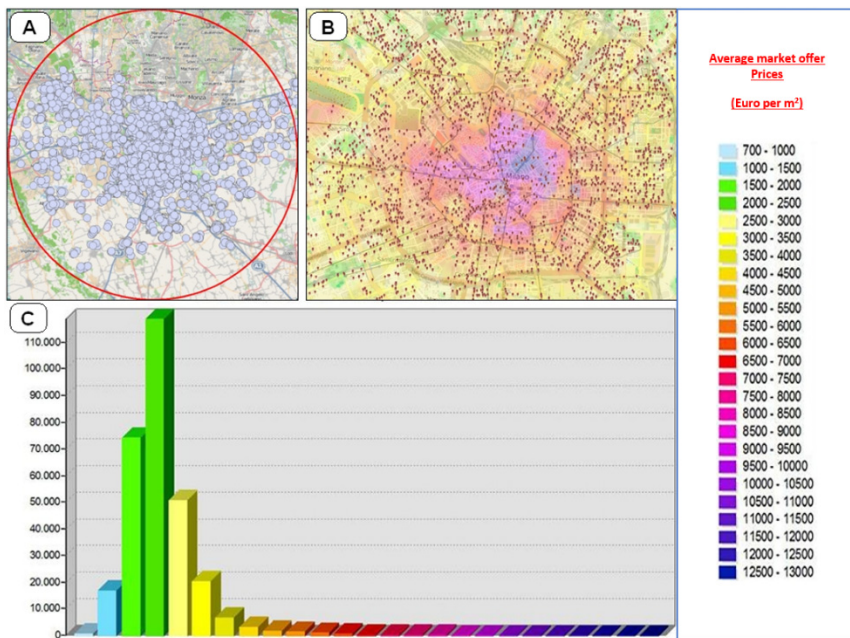 A
B
Average market offer
Prices
(Euro per m²)
700 - 1000
1000 - 1500
1500 - 2000
2000 - 2500
2500 - 3000
3000 - 3500
3500 - 4000
4000 - 4500
4500 - 5000
5000 - 5500
5500 - 6000
6000 - 6500
6500 - 7000
7000 - 7500
7500 - 8000
8000 - 8500
8500 - 9000
9000 - 9500
9500 - 10000
10000 - 10500
10500 - 11000
11000 - 11500
11500 - 12000
12000 - 12500
12500 - 13000
Monza
C
110.000
100.000
90.000
80.000
70.000
60.000
50.000
40.000
30.000
20.000
10.000
0